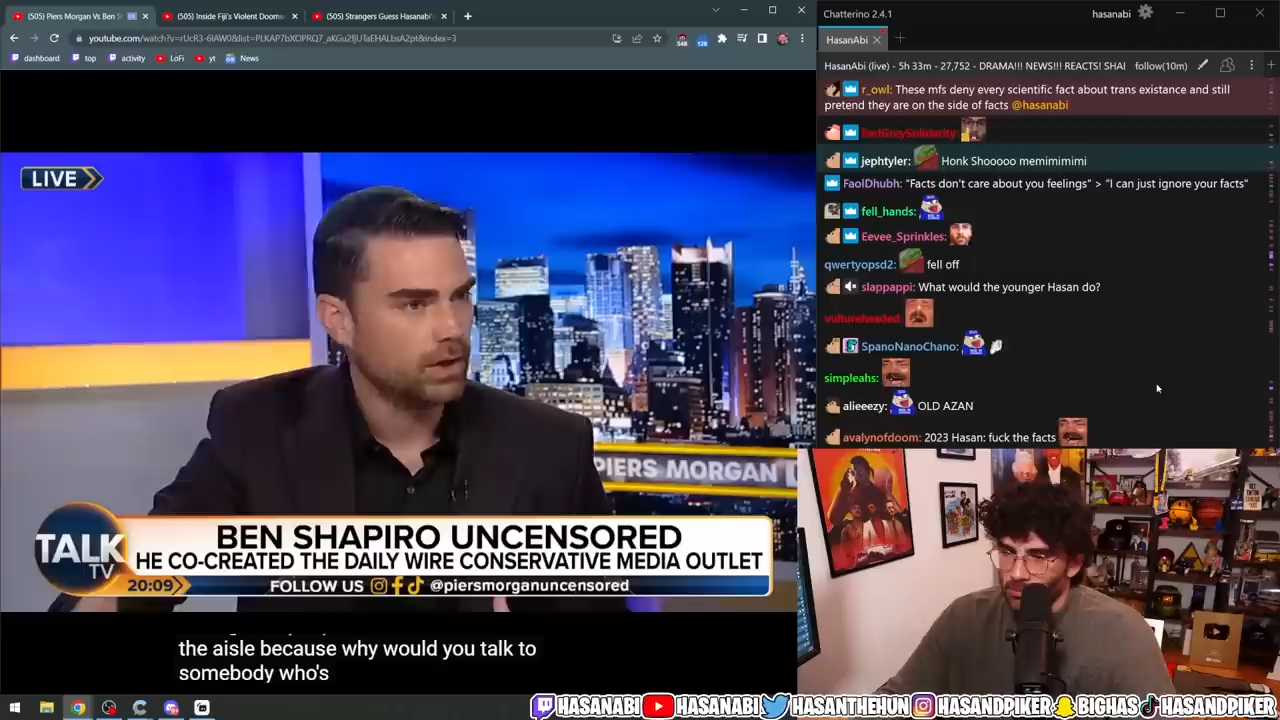 (505) Piers Morgan Vs Ben S
(505) Inside Fiji's Violent Dooms
(505) Strangers Guess Hasanabi'
youtube.com/watch?v=rUcR3-6IAW0&list=PLKAP7bXOPRQ7_aKGu2fjUTaEHALbsA2pt&index=3
dashboard
top
activity
LoFi
yt
News
LIVE
PIERS MORGAN
TALK
TV
20:09
BEN SHAPIRO UNCENSORED
HE CO-CREATED THE DAILY WIRE CONSERVATIVE MEDIA OUTLET
FOLLOW US @piersmorganuncensored
the aisle because why would you talk to
somebody who's
Chatterino 2.4.1
hasanabi
HasanAbi
HasanAbi (live) - 5h 33m - 27,752 - DRAMA!!! NEWS!!! REACTS! SHAI
follow(10m)
r_owl: These mfs deny every scientific fact about trans existance and still
pretend they are on the side of facts @hasanabi
EarlGreySolidarity:
jephtyler: Honk Shooooo memimimimi
FaolDhubh: "Facts don't care about you feelings" > "I can just ignore your facts"
fell_hands:
Eevee_Sprinkles:
qwertyopsd2: fell off
slappappi: What would the younger Hasan do?
vultureheaded:
SpanoNanoChano:
simpleahs:
alieeezy: OLD AZAN
avalynofdoom: 2023 Hasan: fuck the facts
HASANABI HASANABI HASANTHEHUN HASANDPIKER BIGHAS HASANDPIKER